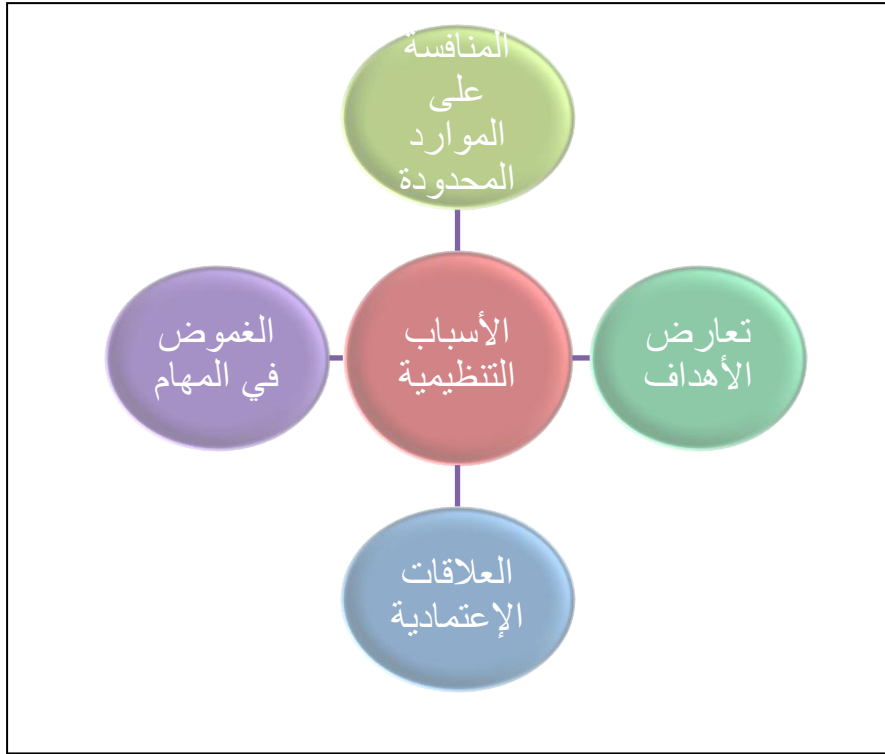 المنافسة
على
الموارد
المحدودة
الأسباب
التنظيمية
تعارض
الأهداف
الغموض
في المهام
العلاقات
الإعتمادية